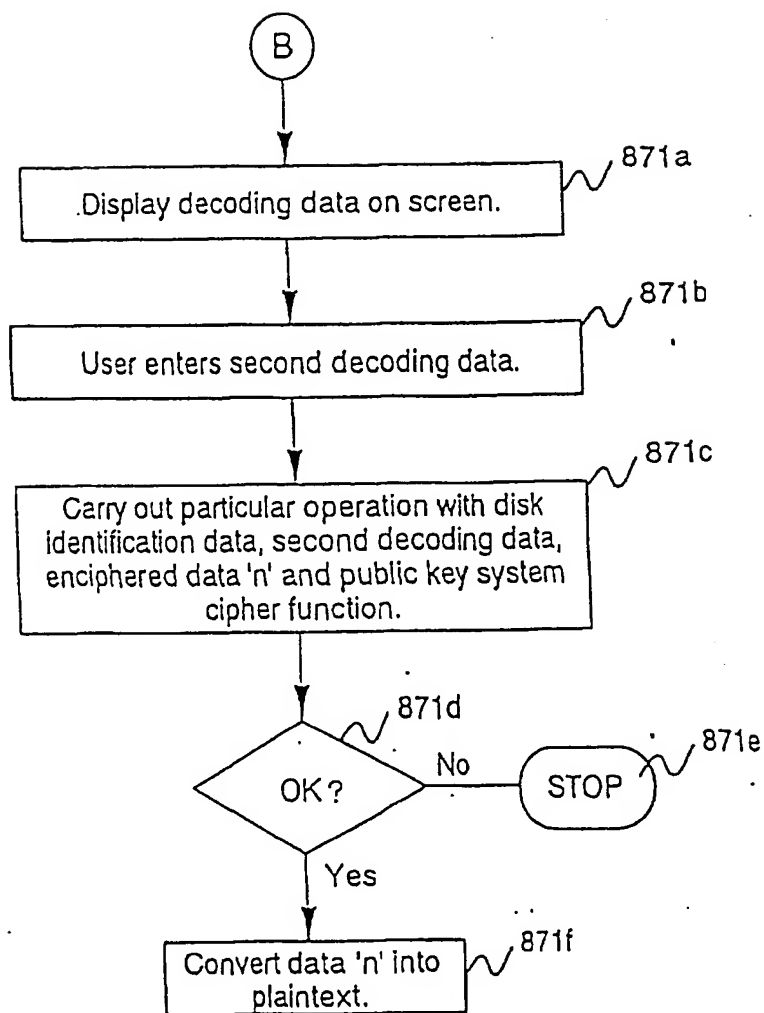 B
871a
Display decoding data on screen.
871b
User enters second decoding data.
871c
Carry out particular operation with disk
identification data, second decoding data,
enciphered data 'n' and public key system
cipher function.
871d
OK?
No
871e
STOP
Yes
871f
Convert data 'n' into
plaintext.